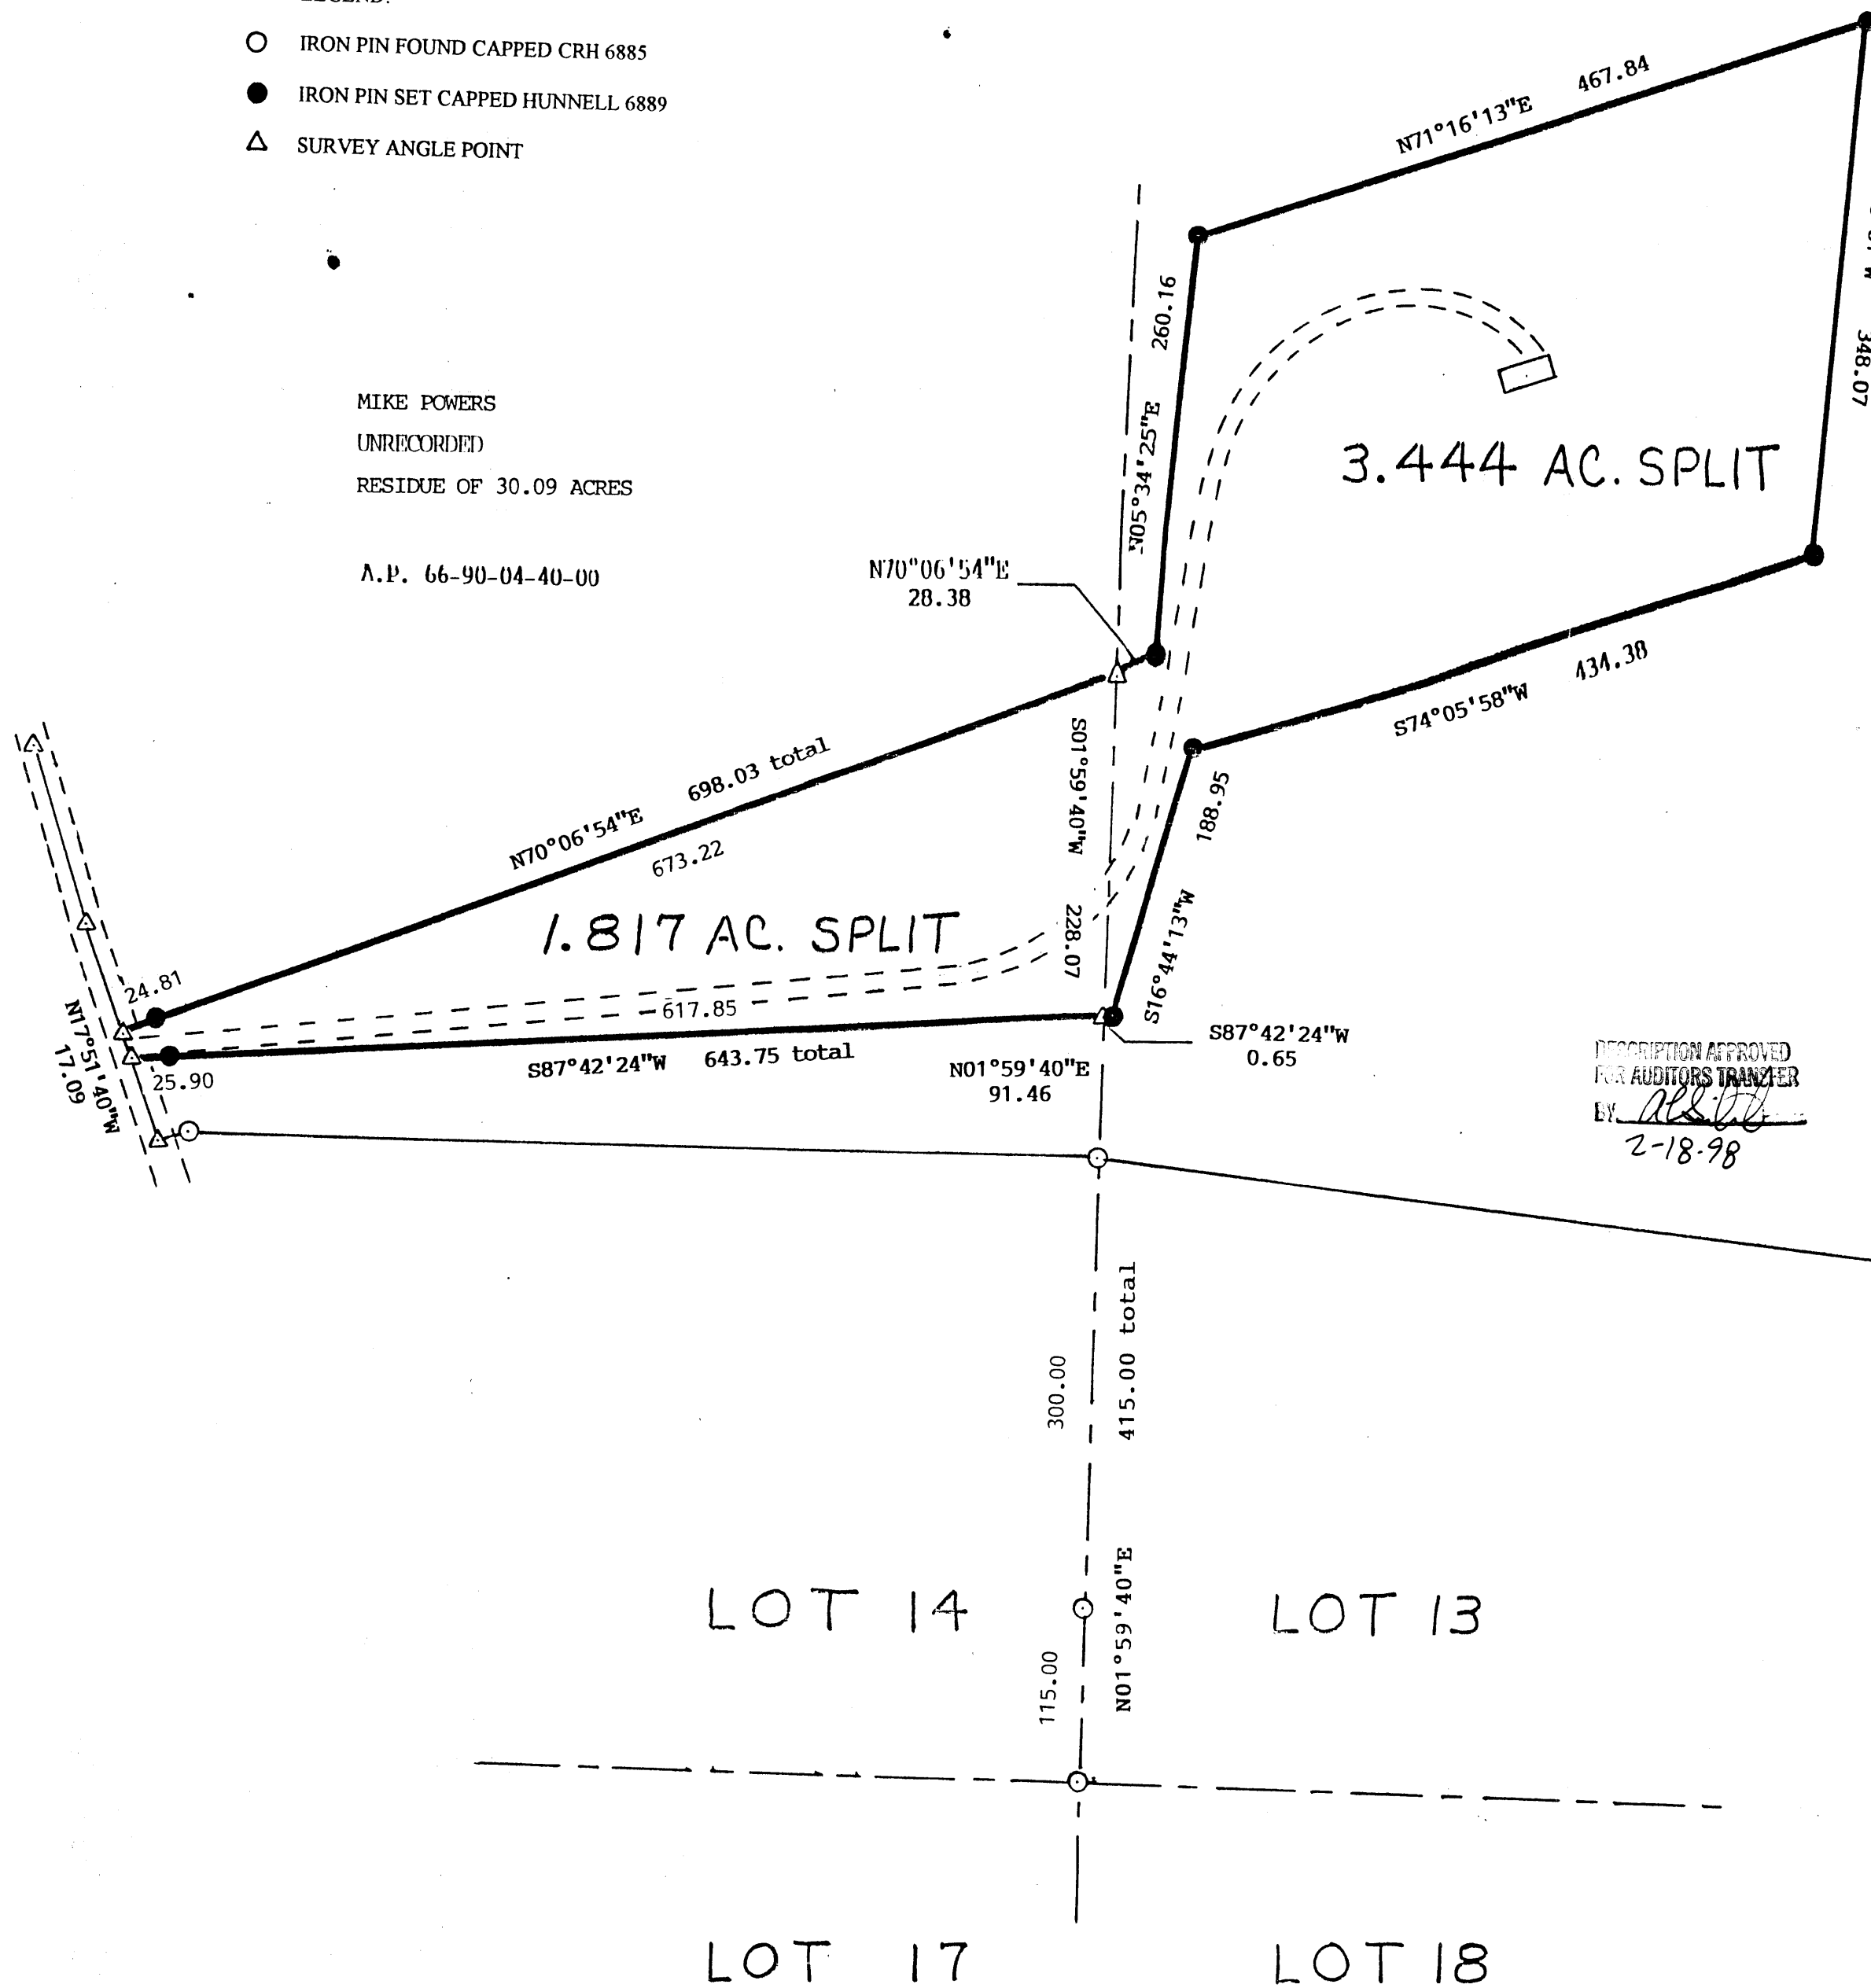 LEGEND:
IRON PIN FOUND CAPPED CRH 6885
IRON PIN SET CAPPED HUNNELL 6889
SURVEY ANGLE POINT
N71°16'13"E 467.84
348.07
N05°34'25"E 260.16
3.444 AC. SPLIT
MIKE POWERS
UNRECORDED
RESIDUE OF 30.09 ACRES
A.P. 66-90-04-40-00
N70"06'54"E
28.38
S74°05'58"W 434.38
N70°06'54"E 698.03 total
673.22
S01°59'40"W 228.07
188.95
S16°44'13"W
1.817 AC. SPLIT
24.81
617.85
N17°51'40"W
17.09
25.90
S87°42'24"W 643.75 total
N01°59'40"E
91.46
S87°42'24"W
0.65
DESCRIPTION APPROVED
FOR AUDITORS TRANSFER
BY
2-18-98
300.00
415.00 total
N01°59'40"E
115.00
LOT 14
LOT 13
LOT 17
LOT 18